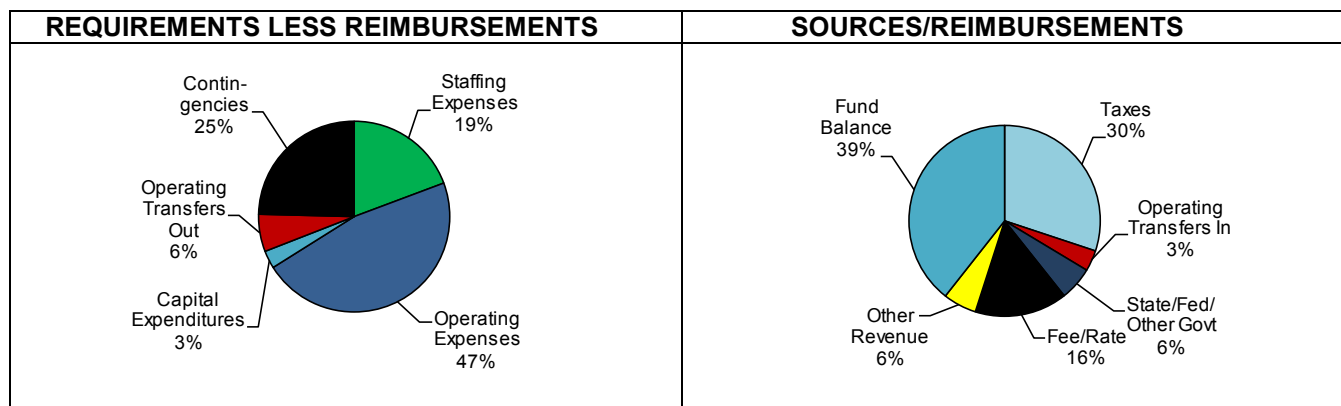 REQUIREMENTS LESS REIMBURSEMENTS
Contin-
gencies
25%
Staffing
Expenses
19%
Operating
Transfers
Out
6%
Capital
Expenditures
3%
Operating
Expenses
47%
SOURCES/REIMBURSEMENTS
Fund
Balance
39%
Taxes
30%
Operating
Transfers In
3%
State/Fed/
Other Govt
6%
Other
Revenue
6%
Fee/Rate
16%